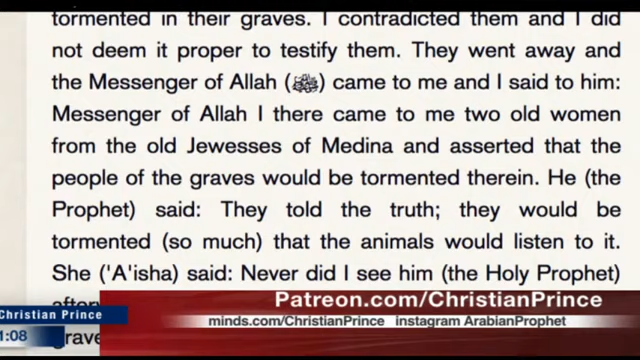 tormented in their graves. I contradicted them and I did
not deem it proper to testify them. They went away and
the Messenger of Allah (ﷺ) came to me and I said to him:
Messenger of Allah I there came to me two old women
from the old Jewesses of Medina and asserted that the
people of the graves would be tormented therein. He (the
Prophet) said: They told the truth; they would be
tormented (so much) that the animals would listen to it.
She ('A'isha) said: Never did I see him (the Holy Prophet)
Patreon.com/ChristianPrince
Christian Prince
minds.com/ChristianPrince instagram ArabianProphet
1:08